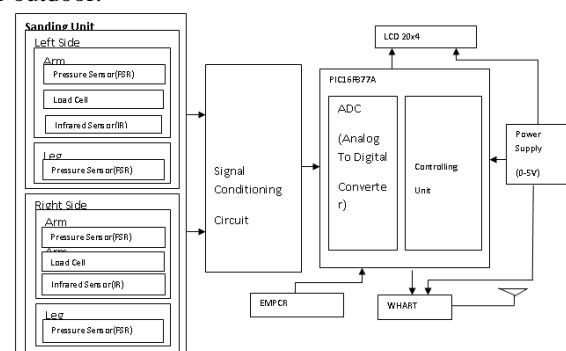 outdoor.
Sanding Unit
Left Side
Arm
Pressure Sensor(FSR)
Load Cell
Infrared Sensor(IR)
Leg
Pressure Sensor(FSR)
Right Side
Arm
Pressure Sensor(FSR)
Arm
Load Cell
Infrared Sensor(IR)
Leg
Pressure Sensor(FSR)
Signal
Conditioning
Circuit
LCD 20x4
PIC16F877A
ADC
(Analog
To Digital
Converte
r)
Controlling
Unit
Power
Supply
(0-5V)
EMPCR
WHART